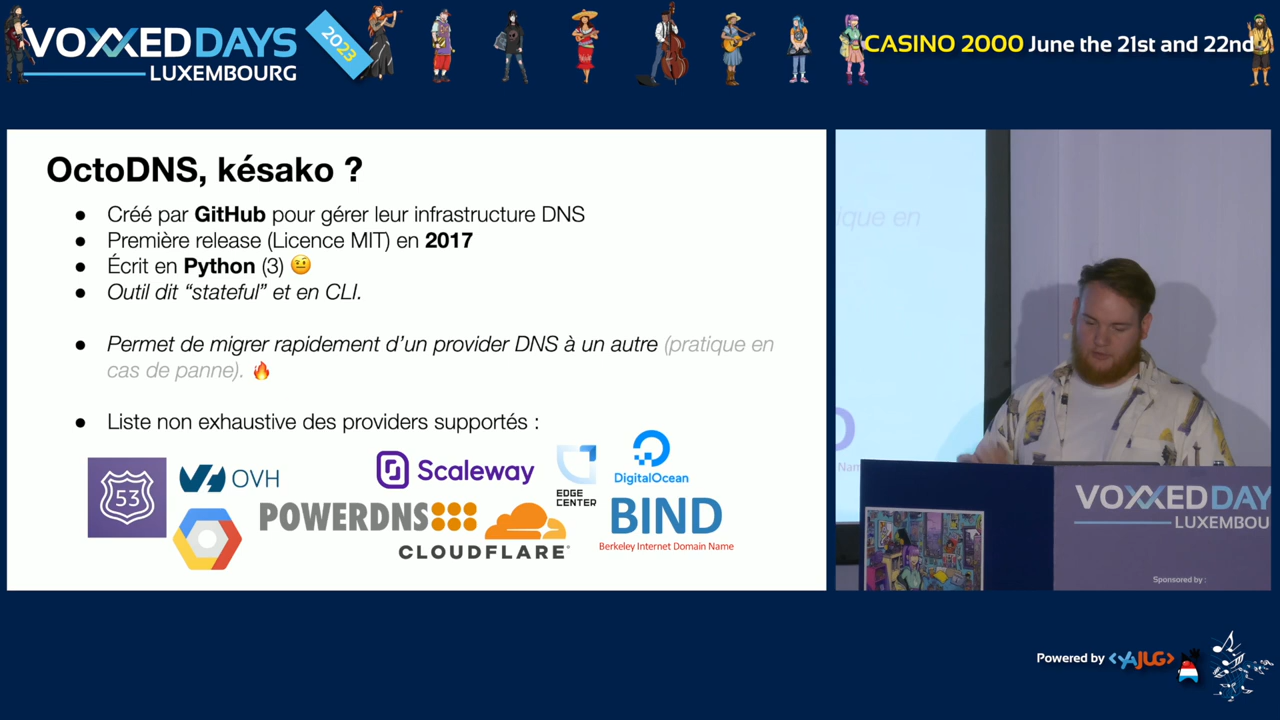 VOXXED DAYS
LUXEMBOURG
2023
CASINO 2000 June the 21st and 22nd
OctoDNS, késako ?
● Créé par GitHub pour gérer leur infrastructure DNS
● Première release (Licence MIT) en 2017
● Écrit en Python (3) 🤨
● Outil dit “stateful” et en CLI.
● Permet de migrer rapidement d’un provider DNS à un autre (pratique en
cas de panne). 🔥
● Liste non exhaustive des providers supportés :
53
OVH
Scaleway
EDGE
CENTER
DigitalOcean
POWERDNS
CLOUDFLARE
BIND
Berkeley Internet Domain Name
ique en
VOXXED DAY
LUXEMBOU
Sponsored by :
Powered by <YAJUG>